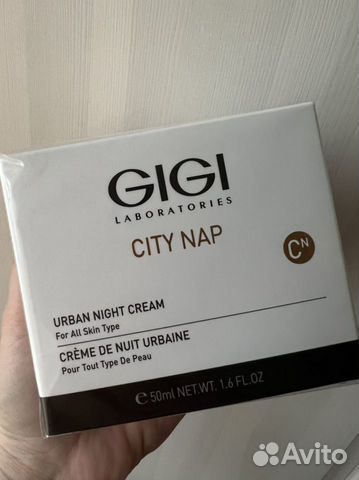 GIGI
LABORATORIES
CITY NAP
CN
URBAN NIGHT CREAM
For All Skin Type
CRÈME DE NUIT URBAINE
Pour Tout Type De Peau
℮50ml NET.WT. 1.6 FL.OZ
Avito